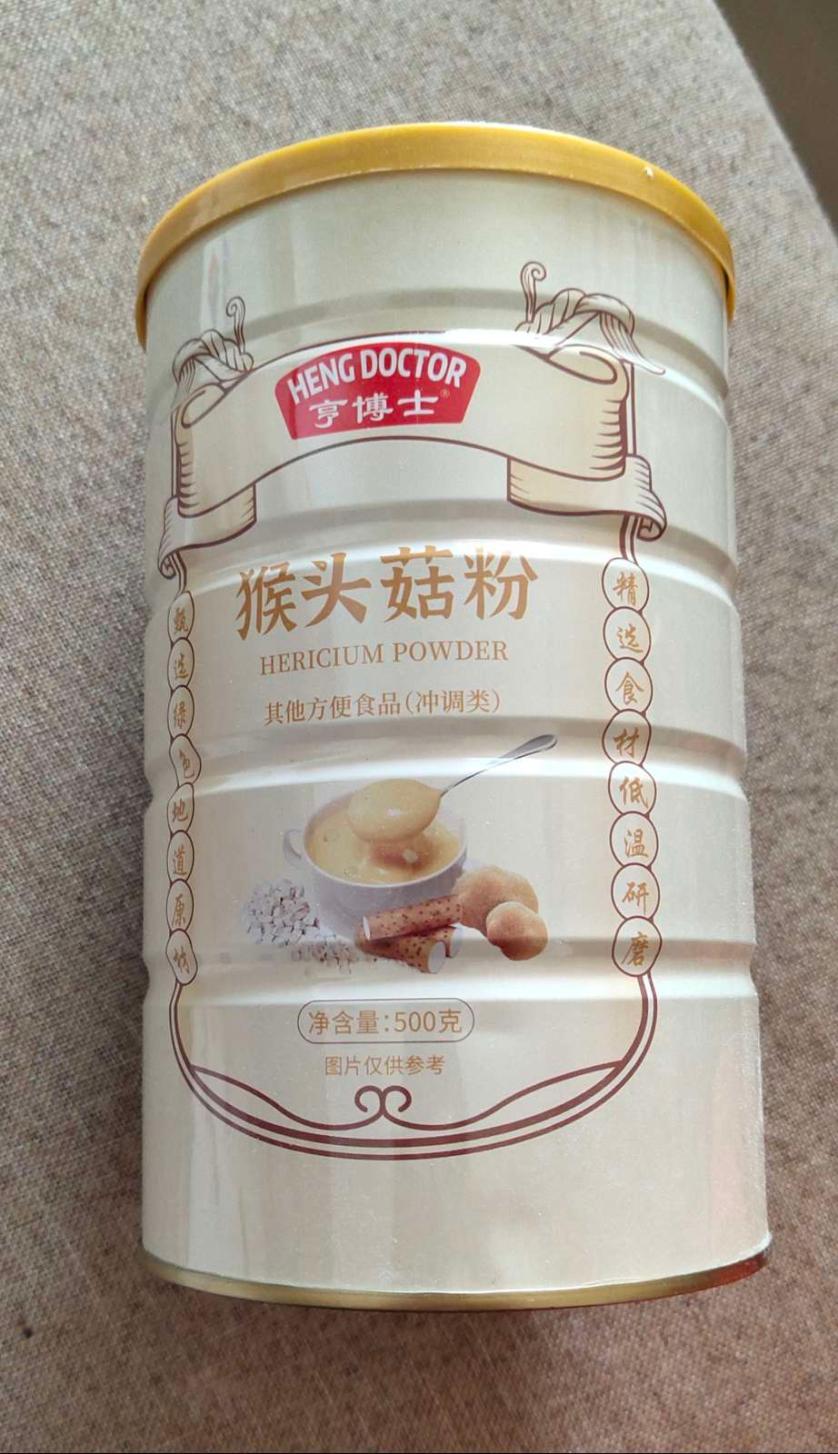 HENG DOCTOR
亨博士®
猴头菇粉
HERICIUM POWDER
其他方便食品(冲调类)
甄选绿色地道原材
精选食材低温研磨
净含量:500克
图片仅供参考